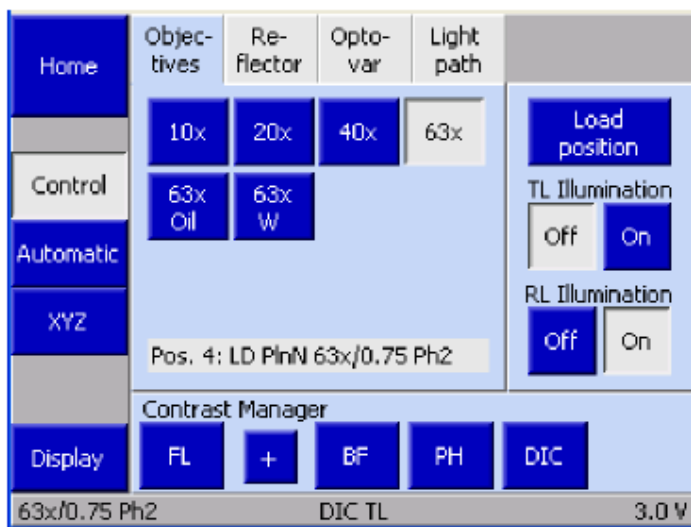 Home
Objec-
tives
Re-
flector
Opto-
var
Light
path
10x
20x
40x
63x
63x
Oil
63x
W
Pos. 4: LD PlnN 63x/0.75 Ph2
Load
position
TL Illumination
Off
On
RL Illumination
Off
On
Control
Automatic
XYZ
Display
Contrast Manager
FL
+
BF
PH
DIC
63x/0.75 Ph2
DIC TL
3.0 V